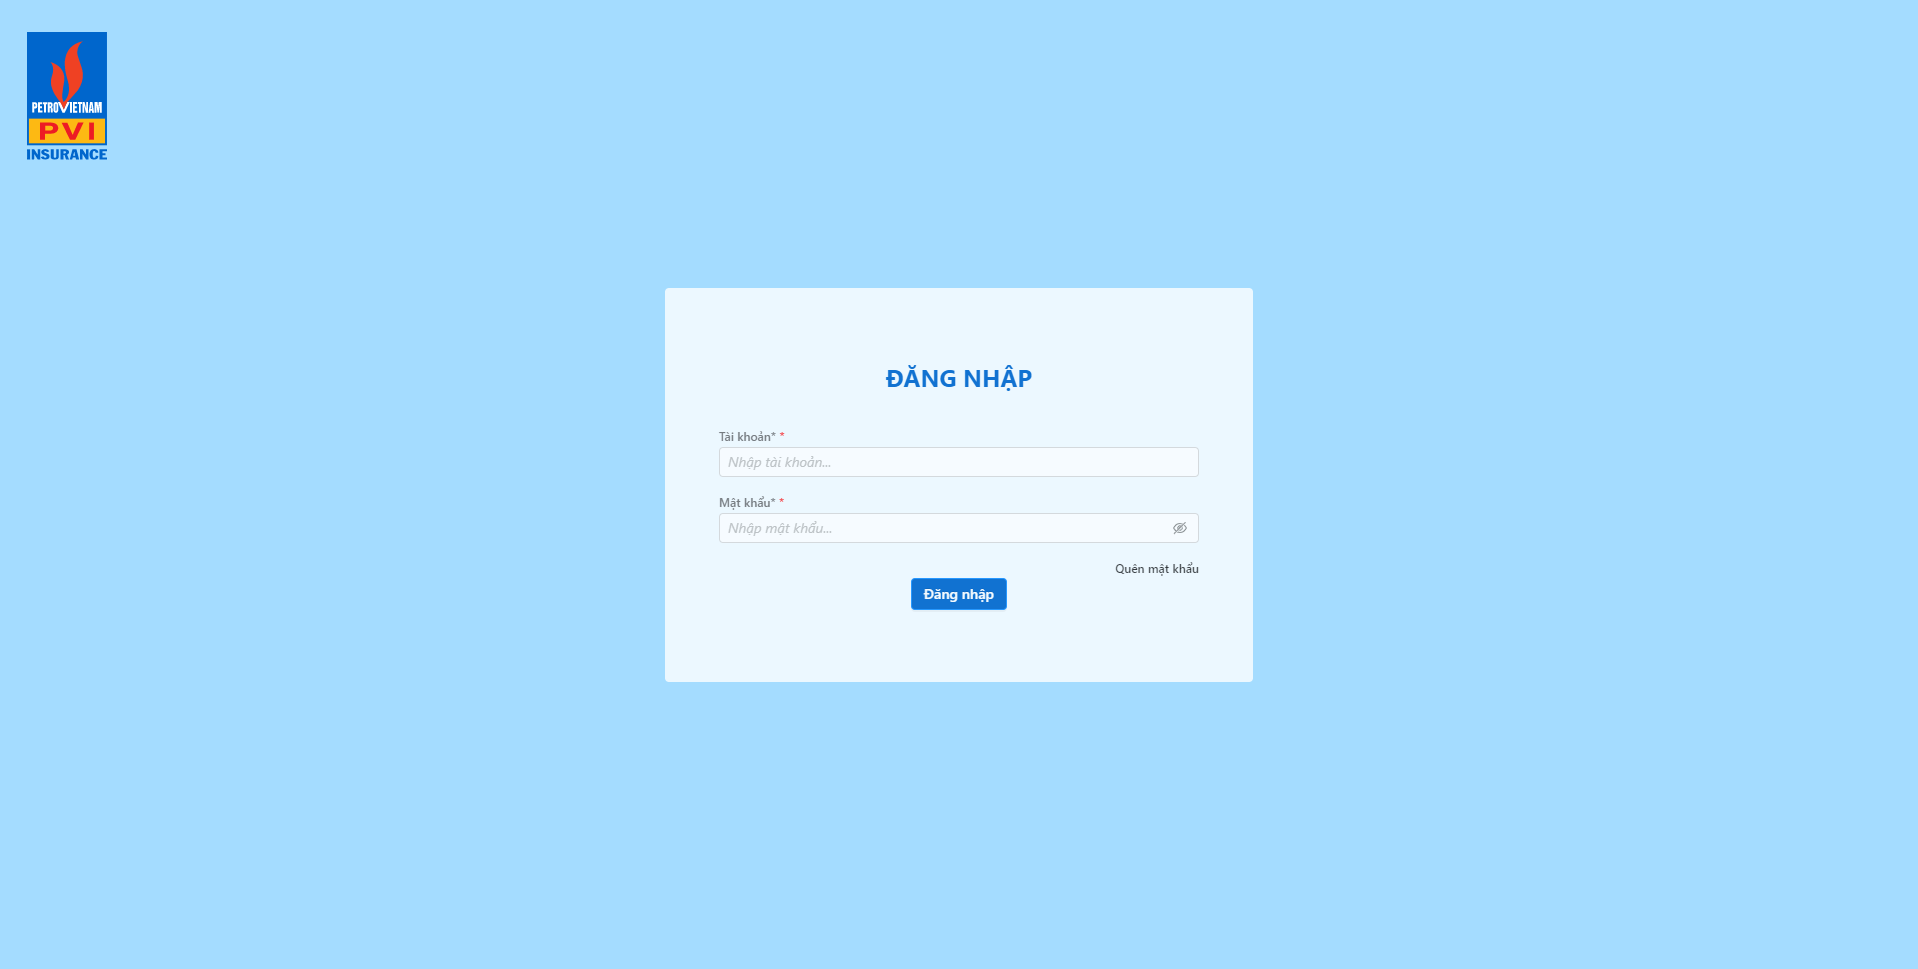 PETROVIETNAM
PVI
INSURANCE
ĐĂNG NHẬP
Tài khoản* *
Nhập tài khoản...
Mật khẩu* *
Nhập mật khẩu...
Quên mật khẩu
Đăng nhập